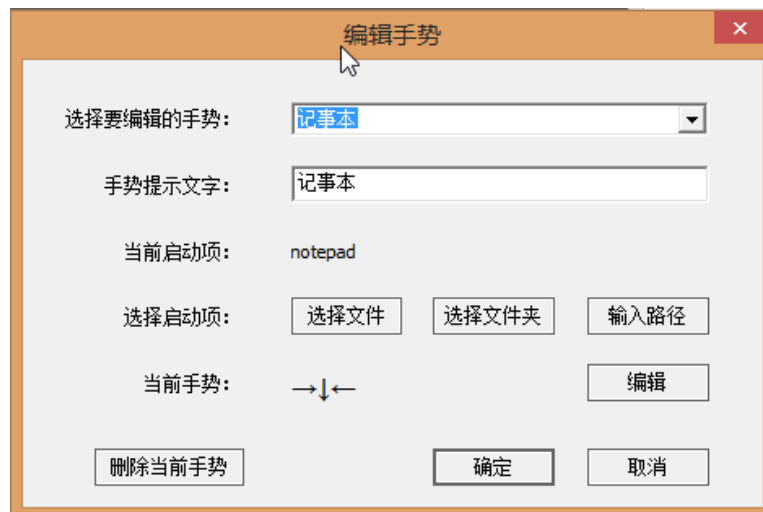 编辑手势
选择要编辑的手势： 记事本
手势提示文字： 记事本
当前启动项： notepad
选择启动项： 选择文件 选择文件夹 输入路径
当前手势： →↓← 编辑
删除当前手势 确定 取消